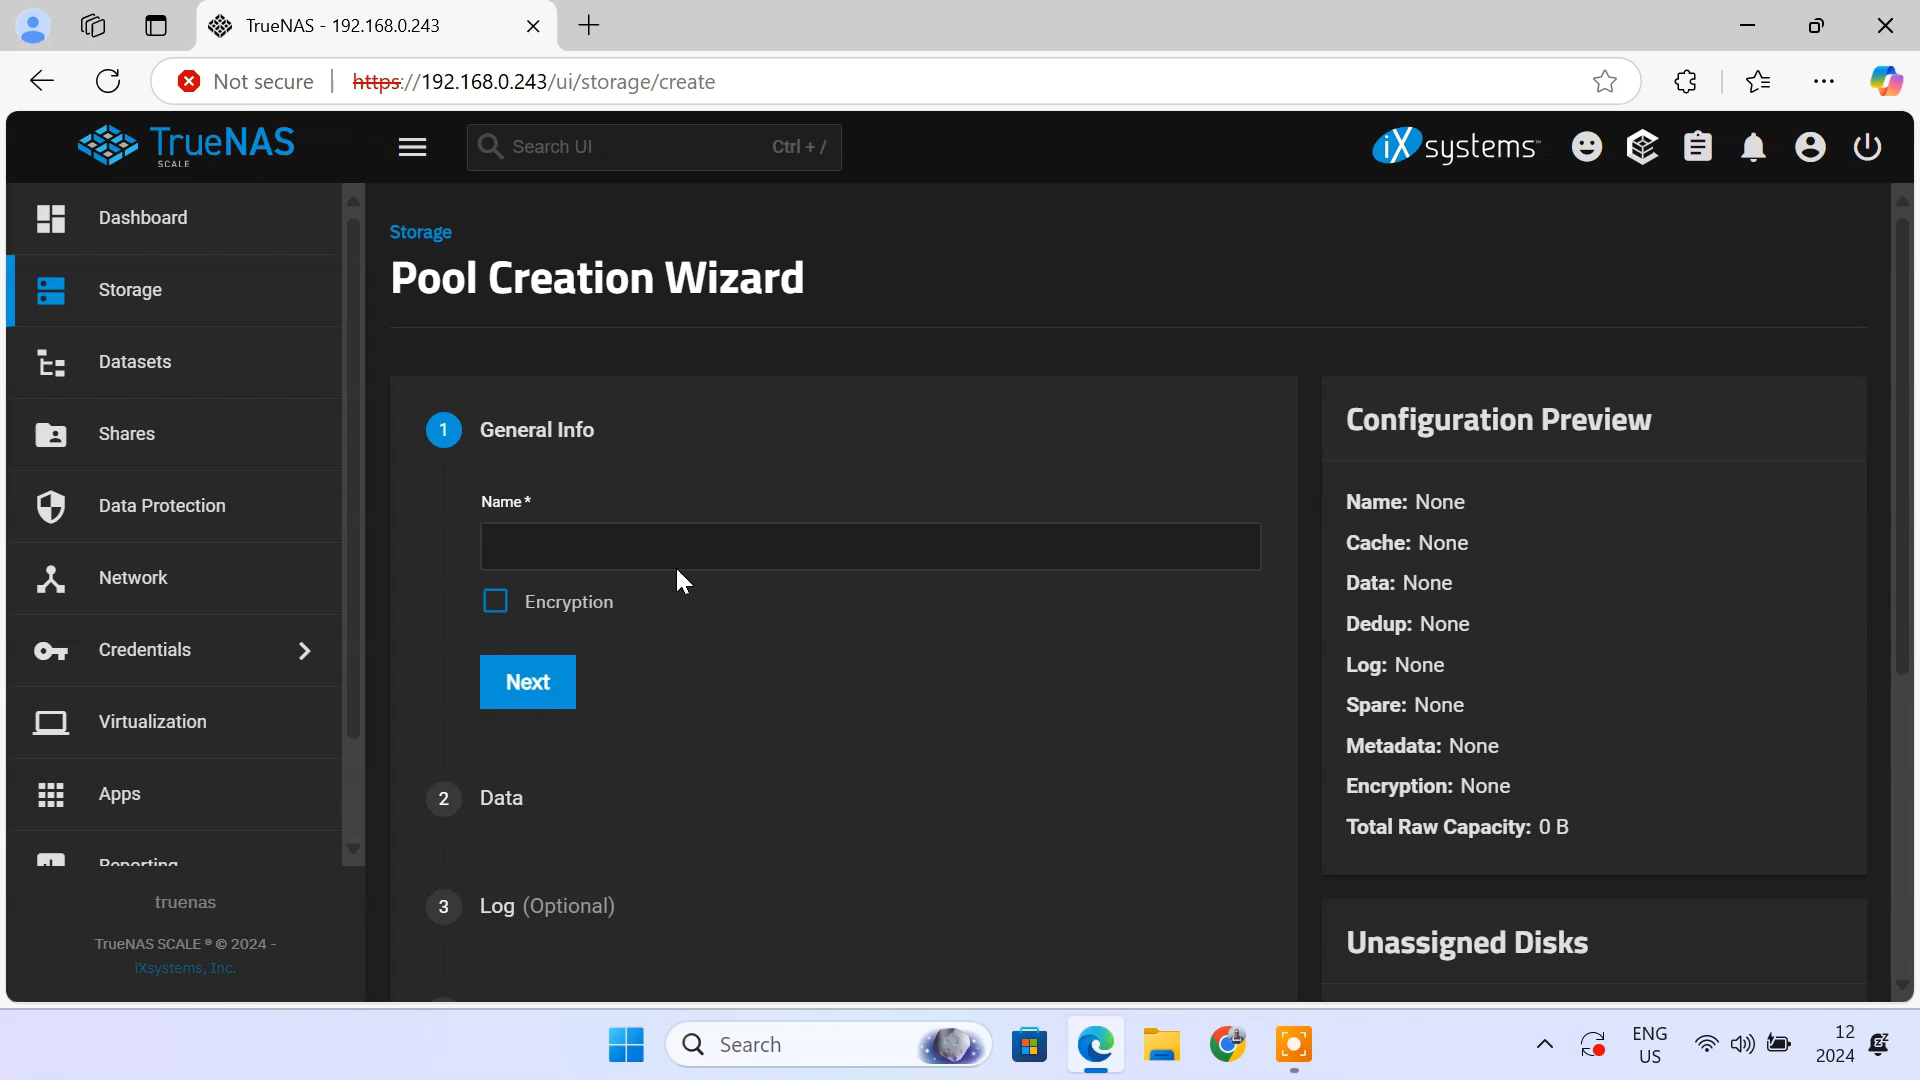 TrueNAS - 192.168.0.243
Not secure
https://192.168.0.243/ui/storage/create
TrueNAS
SCALE
Search UI
Ctrl + /
iXsystems
Dashboard
Storage
Datasets
Shares
Data Protection
Network
Credentials
Virtualization
Apps
Reporting
truenas
TrueNAS SCALE ® © 2024 -
iXsystems, Inc.
Storage
Pool Creation Wizard
1
General Info
Name *
Encryption
Next
2
Data
3
Log (Optional)
Configuration Preview
Name: None
Cache: None
Data: None
Dedup: None
Log: None
Spare: None
Metadata: None
Encryption: None
Total Raw Capacity: 0 B
Unassigned Disks
Search
ENG
US
12
2024